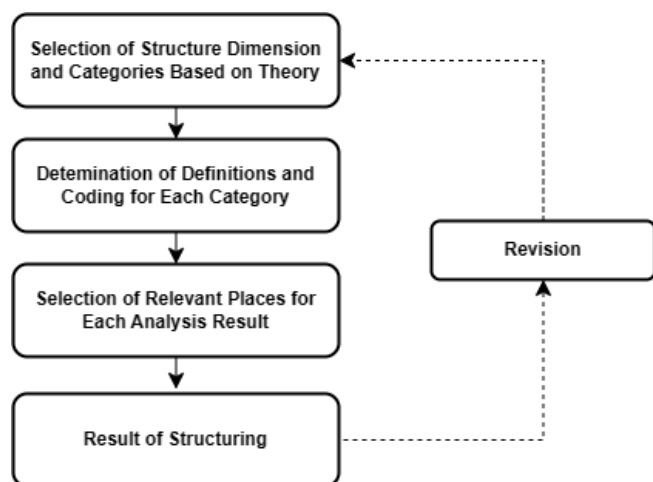 Selection of Structure Dimension
and Categories Based on Theory
Detemination of Definitions and
Coding for Each Category
Revision
Selection of Relevant Places for
Each Analysis Result
Result of Structuring